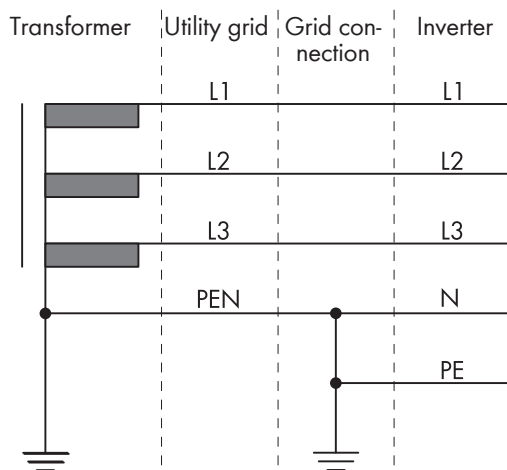 Transformer
Utility grid
Grid con-
nection
Inverter
L1
L1
L2
L2
L3
L3
PEN
N
PE